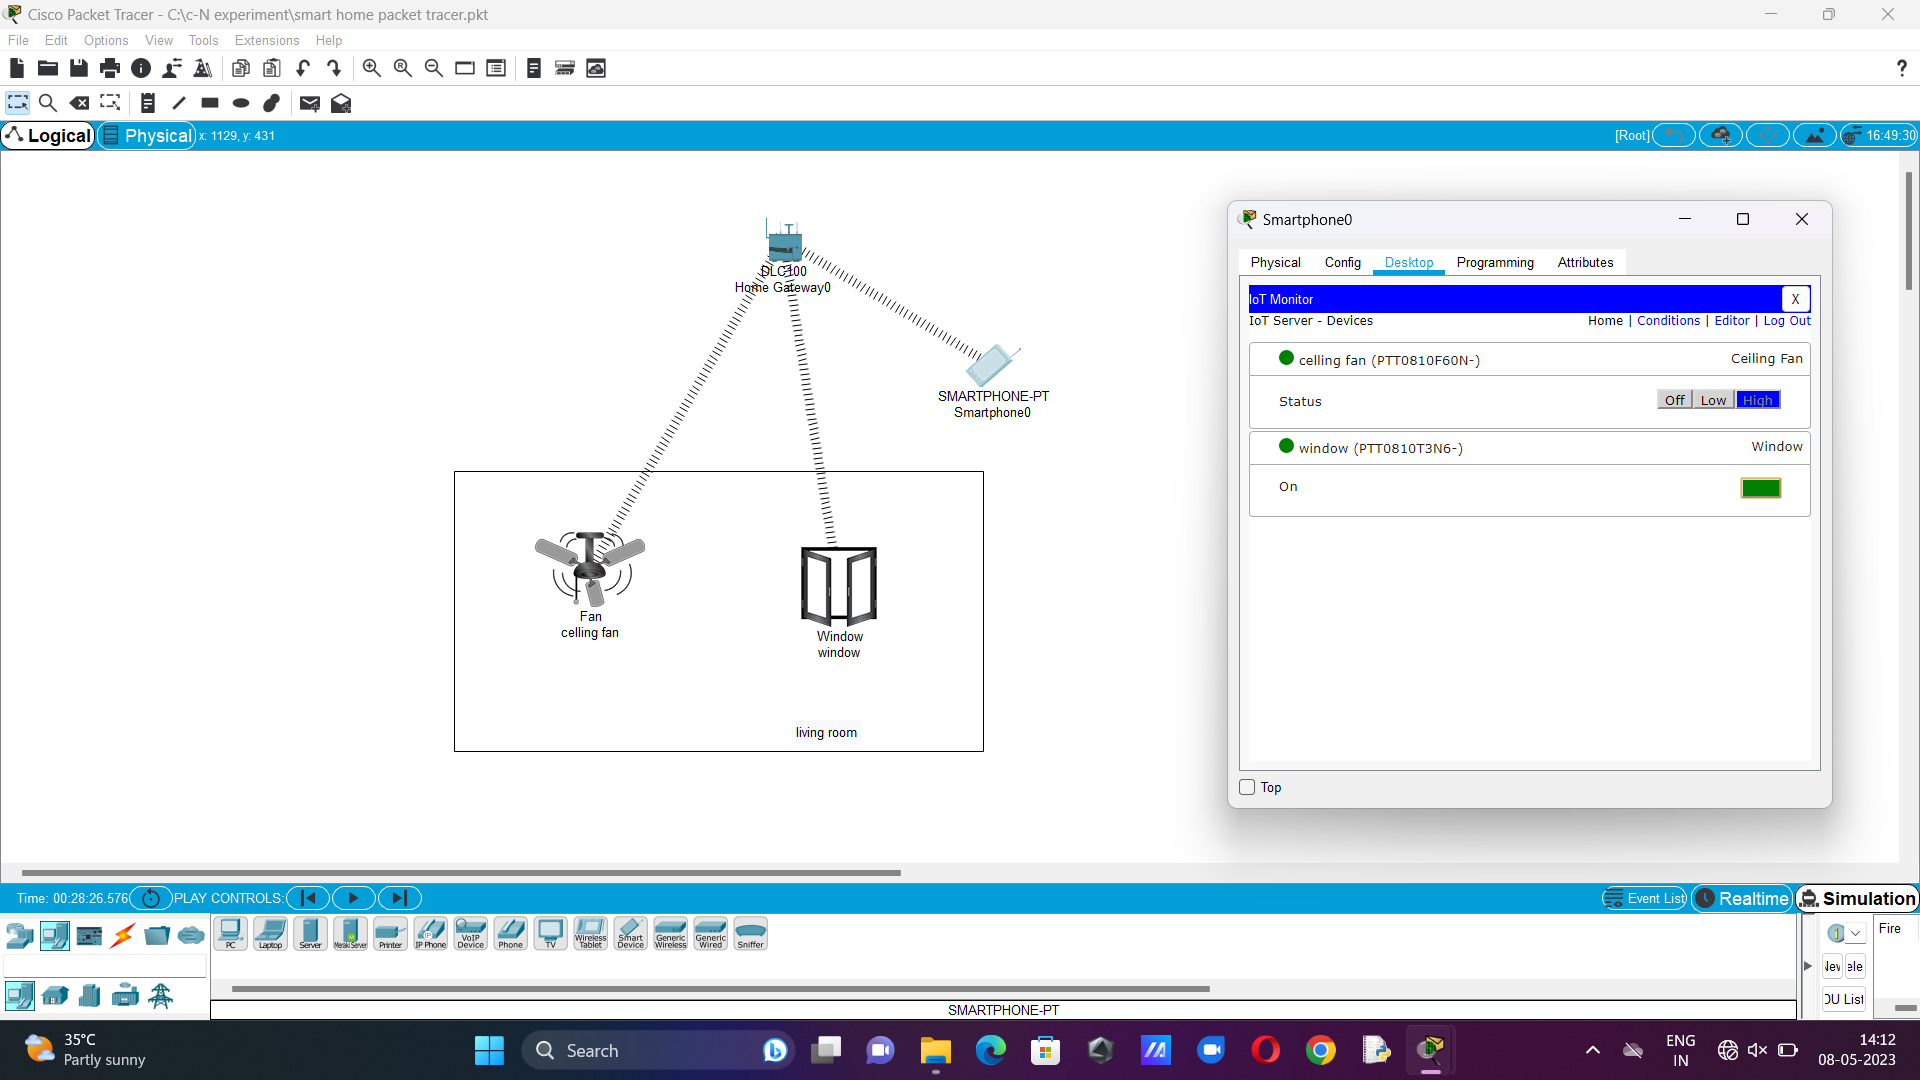 Cisco Packet Tracer - C:\c-N experiment\smart home packet tracer.pkt
File Edit Options View Tools Extensions Help
?
Logical Physical x: 1129, y: 431 [Root] 16:49:30
DLC100
Home Gateway0
SMARTPHONE-PT
Smartphone0
Fan
celling fan
Window
window
living room
Smartphone0
Physical Config Desktop Programming Attributes
IoT Monitor X
IoT Server - Devices Home | Conditions | Editor | Log Out
celling fan (PTT0810F60N-) Ceiling Fan
Status Off Low High
window (PTT0810T3N6-) Window
On
Top
Time: 00:28:26.576 PLAY CONTROLS: Event List Realtime Simulation
PC Laptop Server Meraki Server Printer IP Phone VoIP Device Phone TV Wireless Tablet Smart Device Generic Wireless Generic Wired Sniffer
1 Fire
ele
DU List
SMARTPHONE-PT
35°C
Partly sunny
Search
ENG
IN
14:12
08-05-2023